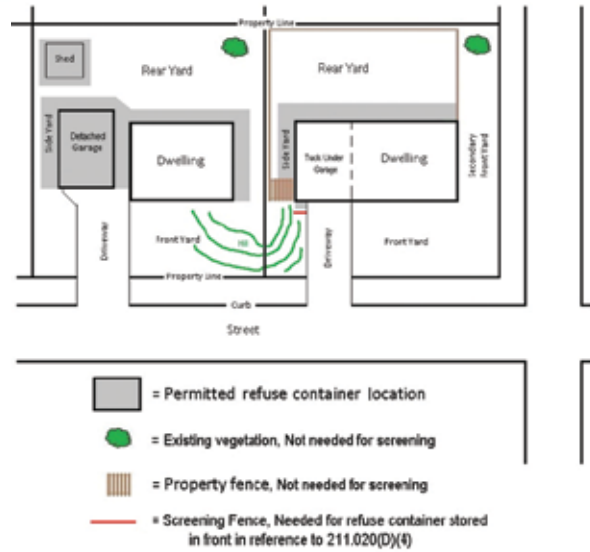 Property Line
Shed
Rear Yard
Rear Yard
Side Yard
Detached
Garage
Dwelling
Side Yard
Tuck Under
Garage
Dwelling
Secondary
Front Yard
Driveway
Front Yard
Hill
Driveway
Front Yard
Property Line
Curb
Street
= Permitted refuse container location
= Existing vegetation, Not needed for screening
= Property fence, Not needed for screening
= Screening Fence, Needed for refuse container stored
in front in reference to 211.020(D)(4)